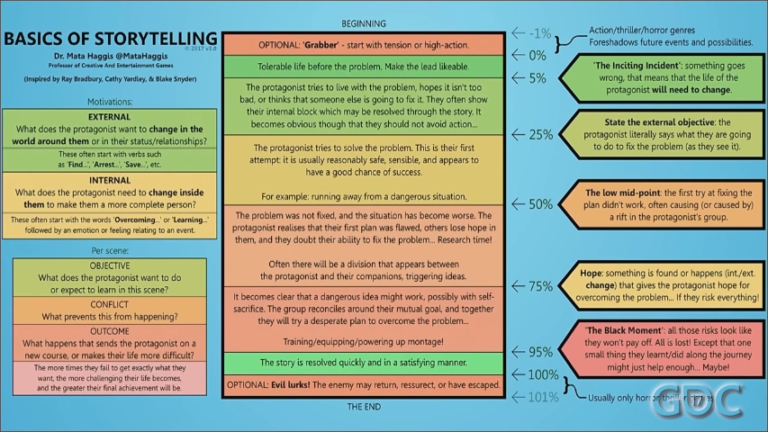 BASICS OF STORYTELLING
© 2017 v3.8
Dr. Mata Haggis @MataHaggis
Professor of Creative And Entertainment Games
(Inspired by Ray Bradbury, Cathy Yardley, & Blake Snyder)
Motivations:
EXTERNAL
What does the protagonist want to change in the
world around them or in their status/relationships?
These often start with verbs such
as 'Find..', 'Arrest..', 'Save..', etc.
INTERNAL
What does the protagonist need to change inside
them to make them a more complete person?
These often start with the words 'Overcoming..' or 'Learning..'
followed by an emotion or feeling relating to an event.
Per scene:
OBJECTIVE
What does the protagonist want to do
or expect to learn in this scene?
CONFLICT
What prevents this from happening?
OUTCOME
What happens that sends the protagonist on a
new course, or makes their life more difficult?
The more times they fail to get exactly what they
want, the more challenging their life becomes,
and the greater their final achievement will be.
BEGINNING
OPTIONAL: 'Grabber' - start with tension or high-action.
Tolerable life before the problem. Make the lead likeable.
The protagonist tries to live with the problem, hopes it isn't too
bad, or thinks that someone else is going to fix it. They often show
their internal block which may be resolved through the story. It
becomes obvious that they should not avoid action...
The protagonist tries to solve the problem. This is their first
attempt: it is usually reasonably safe, sensible, and appears to
have a good chance of success.
For example: running away from a dangerous situation.
The problem was not fixed, and the situation has become worse. The
protagonist realises that their first plan was flawed, others lose hope
in them, and they doubt their ability to fix the problem... Research time!
Often there will be a division that appears between
the protagonist and their companions, triggering ideas.
It becomes clear that a dangerous idea might work, possibly with self-
sacrifice. The group reconciles around their mutual goal, and together
they will try a desperate plan to overcome the problem...
Training/equipping/powering up montage!
The story is resolved quickly and in a satisfying manner.
OPTIONAL: Evil lurks! The enemy may return, ressurect, or have escaped.
THE END
← -1%
← 0%
← 5%
← 25%
← 50%
← 75%
← 95%
← 100%
← 101%
Action/thriller/horror genres
Foreshadows future events and possibilities.
'The Inciting Incident': something goes
wrong, that means that the life of the
protagonist will need to change.
State the external objective: the
protagonist literally says what they are going
to do to fix the problem (as they see it).
The low mid-point: the first try at fixing the
plan didn't work, often causing (or caused by)
a rift in the protagonist's group.
Hope: something is found or happens (int./ext.
change) that gives the protagonist hope for
overcoming the problem... If they risk everything!
'The Black Moment': all those risks look like
they won't pay off. All is lost! Except that one
small thing they learnt/did along the journey
might just help enough... Maybe!
Usually only horror
GDC
17